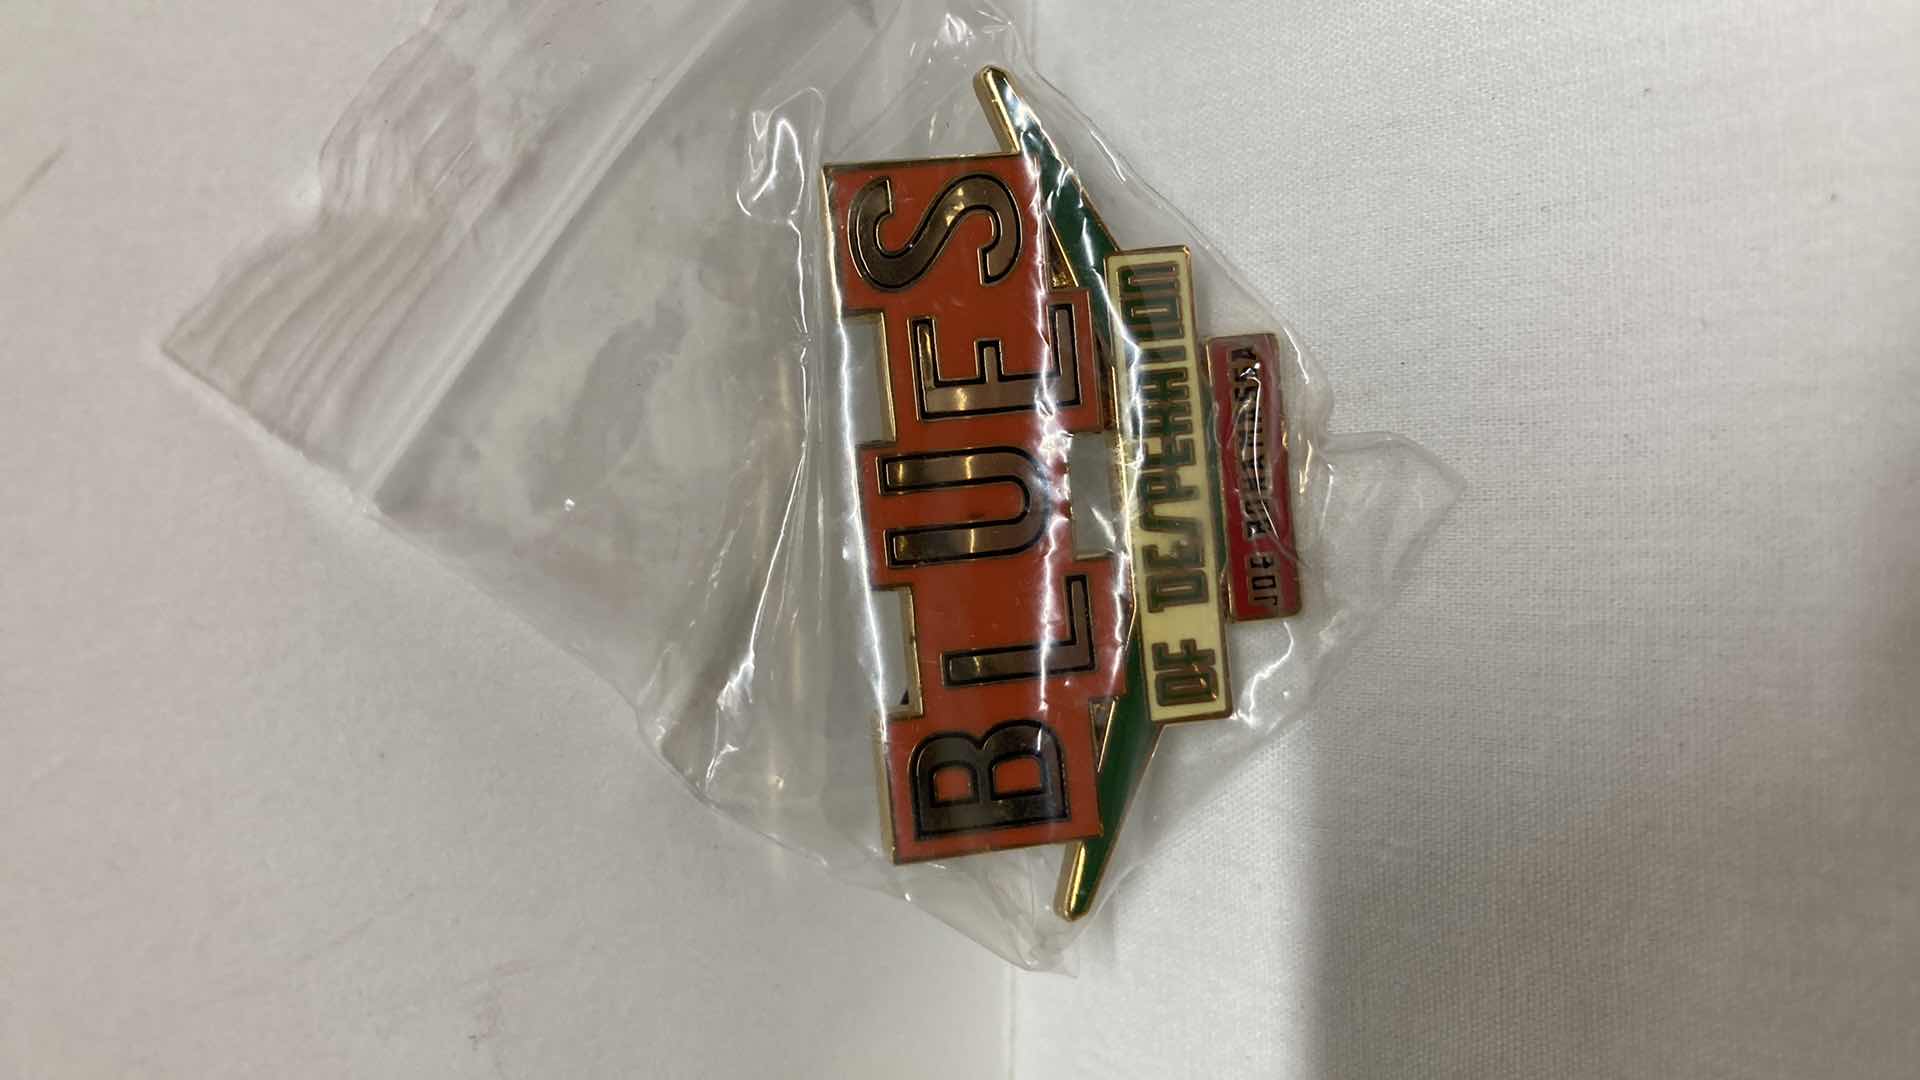 BLUES
OF DESPERATION
JOE BONAMASSA